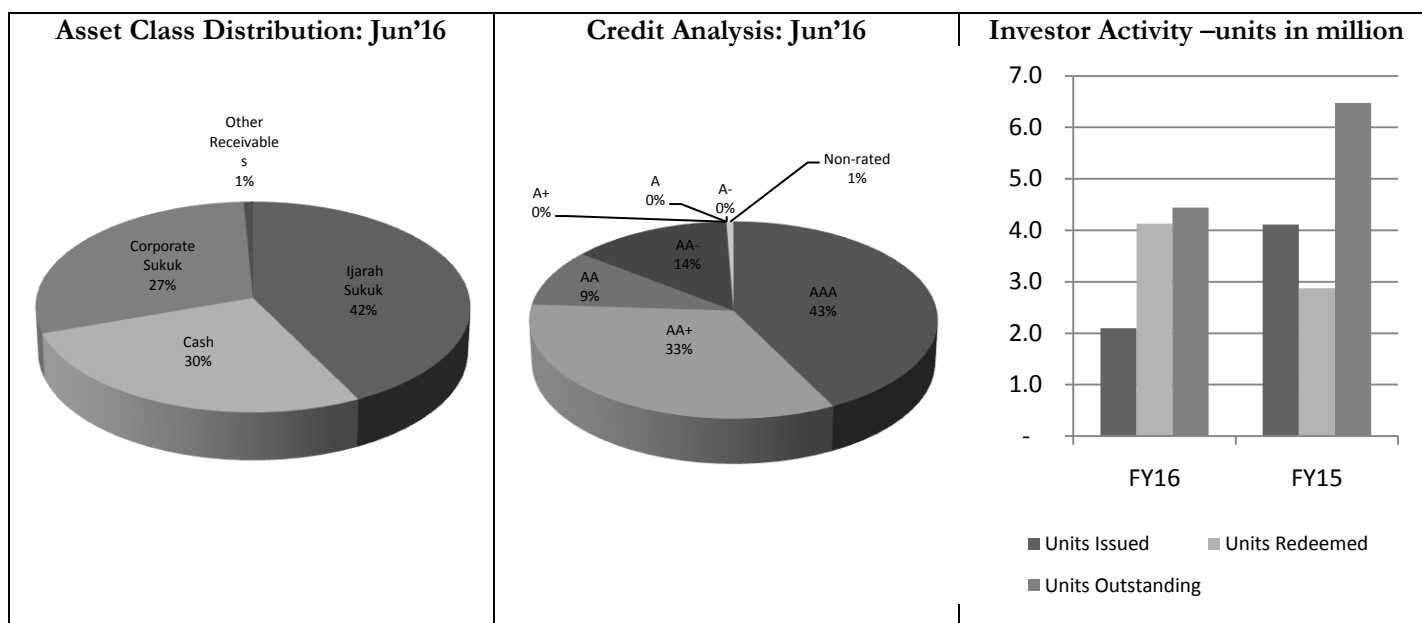 Asset Class Distribution: Jun’16
Other
Receivable
s
1%
Corporate
Sukuk
27%
Ijarah
Sukuk
42%
Cash
30%
Credit Analysis: Jun’16
Non-rated
1%
A-
0%
A
0%
A+
0%
AA-
14%
AA
9%
AAA
43%
AA+
33%
Investor Activity –units in million
7.0
6.0
5.0
4.0
3.0
2.0
1.0
-
FY16 FY15
Units Issued Units Redeemed
Units Outstanding